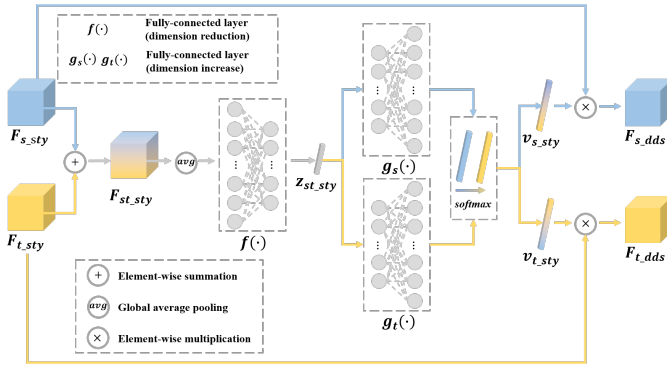 f(·) Fully-connected layer
(dimension reduction)
g_s(·) g_t(·) Fully-connected layer
(dimension increase)
F_s_sty
+
F_st_sty
avg
f(·)
z_st_sty
g_s(·)
softmax
v_s_sty
×
F_s_dds
F_t_sty
g_t(·)
v_t_sty
×
F_t_dds
+ Element-wise summation
avg Global average pooling
× Element-wise multiplication